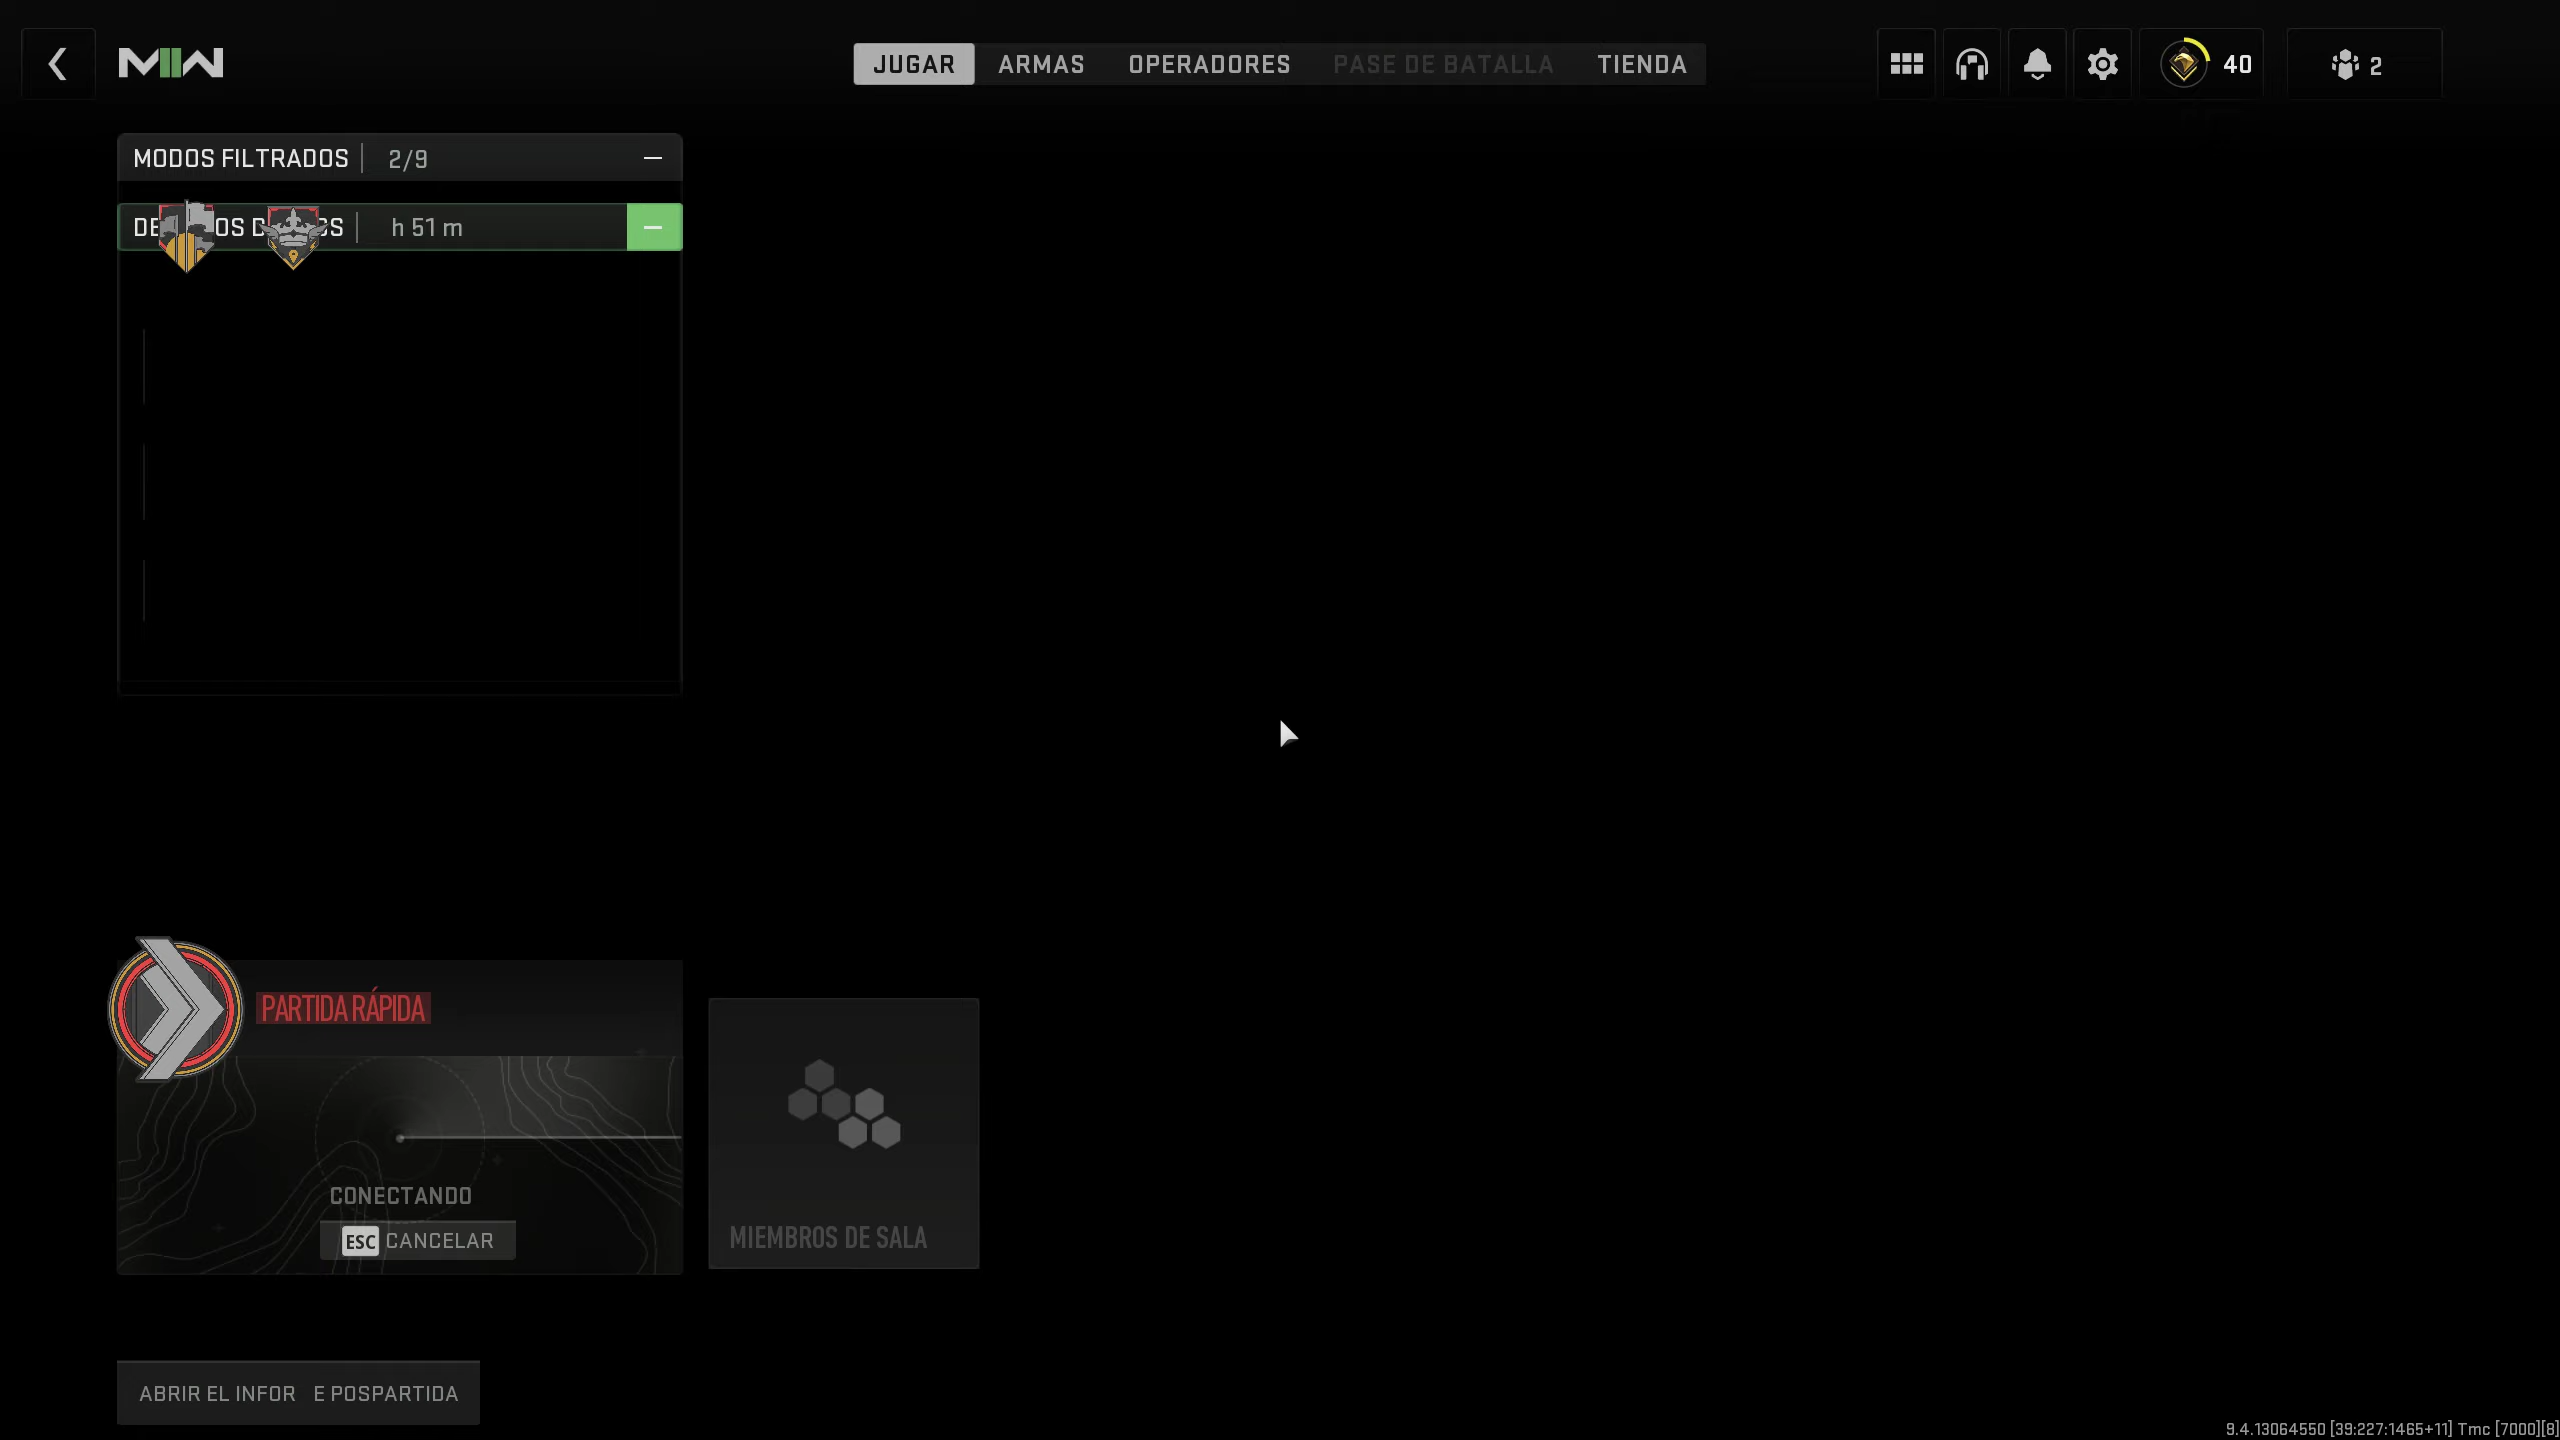 MIIW
JUGAR ARMAS OPERADORES PASE DE BATALLA TIENDA
40
2
MODOS FILTRADOS 2/9
h 51 m
PARTIDA RÁPIDA
CONECTANDO
ESC CANCELAR
MIEMBROS DE SALA
ABRIR EL INFOR E POSPARTIDA
9.4.13064550 [39:227:1465+11] Tmc [7000][8]